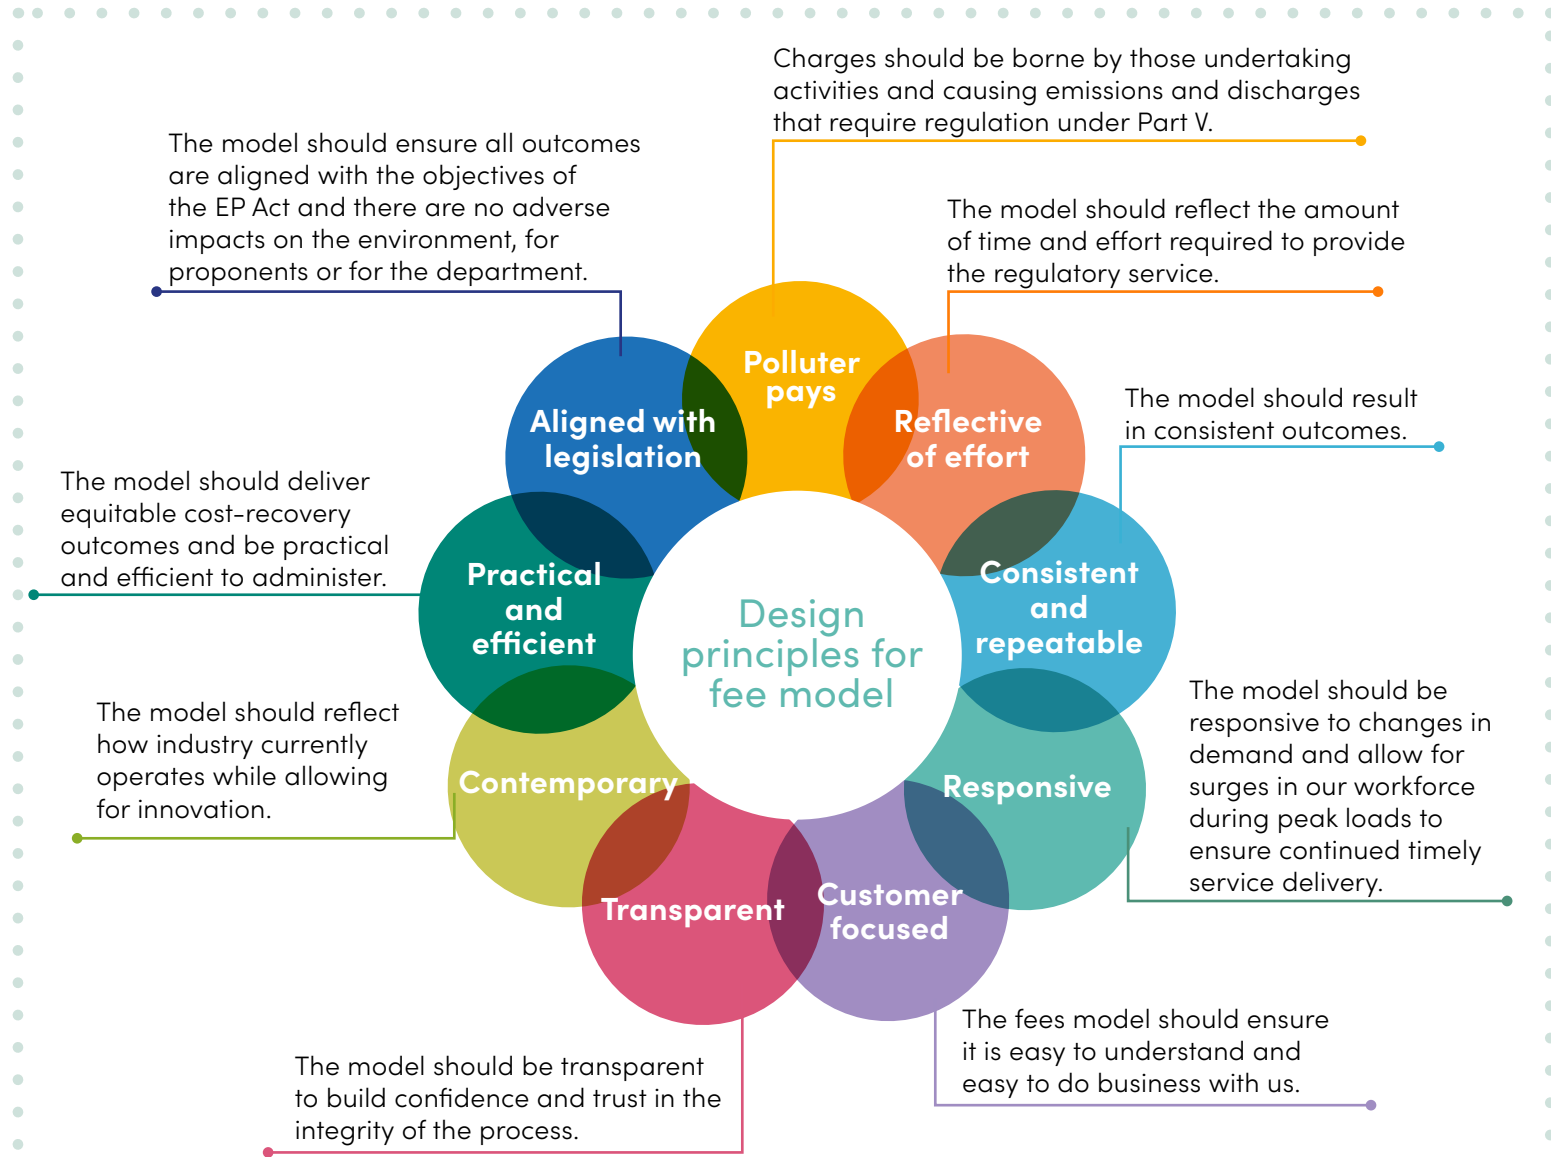 Charges should be borne by those undertaking
activities and causing emissions and discharges
that require regulation under Part V.
The model should ensure all outcomes
are aligned with the objectives of
the EP Act and there are no adverse
impacts on the environment, for
proponents or for the department.
The model should reflect the amount
of time and effort required to provide
the regulatory service.
Polluter
pays
Aligned with
legislation
Reflective
of effort
The model should result
in consistent outcomes.
The model should deliver
equitable cost-recovery
outcomes and be practical
and efficient to administer.
Practical
and
efficient
Consistent
and
repeatable
Design
principles for
fee model
The model should reflect
how industry currently
operates while allowing
for innovation.
Contemporary
Responsive
The model should be
responsive to changes in
demand and allow for
surges in our workforce
during peak loads to
ensure continued timely
service delivery.
Transparent
Customer
focused
The model should be transparent
to build confidence and trust in the
integrity of the process.
The fees model should ensure
it is easy to understand and
easy to do business with us.